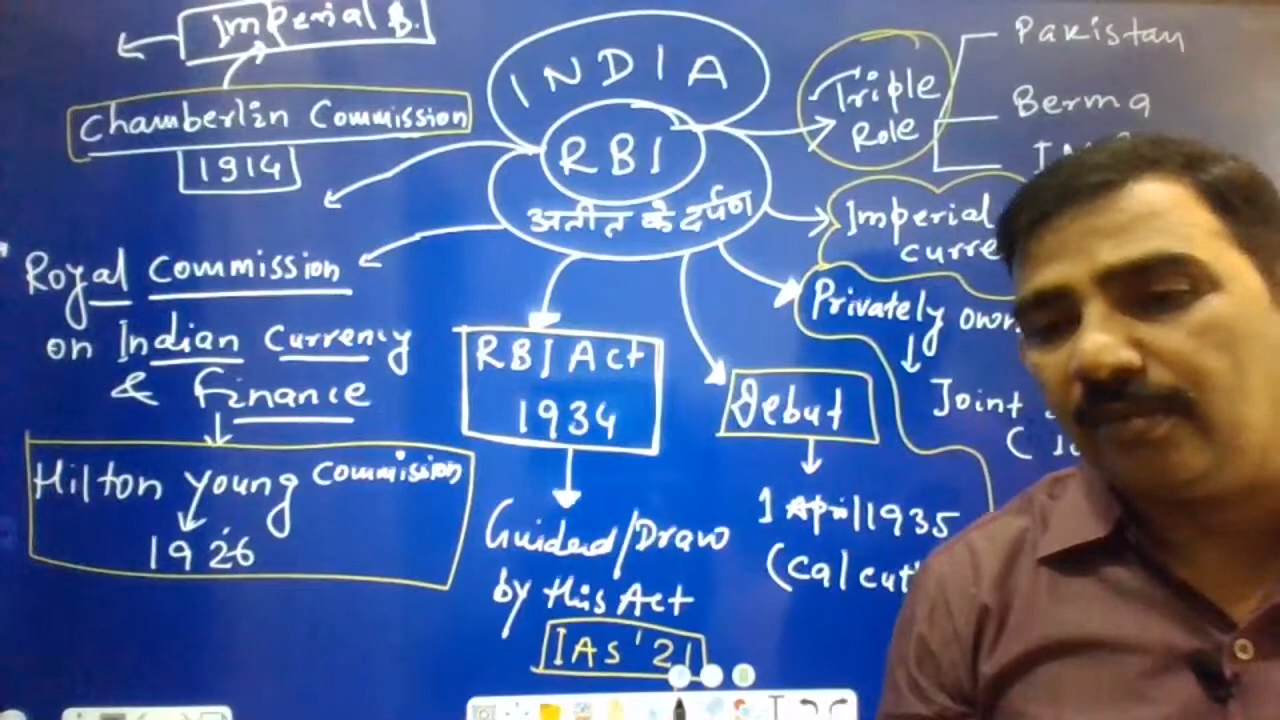 Imperial B.
Chamberlin Commission
1914
Royal Commission
on Indian Currency
& Finance
Hilton Young Commission
1926
INDIA
RBI
अतीत के दर्पण
RBI Act
1934
Guided/Draw
by this Act
IAS '21
Debut
1 April 1935
(Calcut
Triple
Role
Pakistan
Berma
Imperial
curre
Privately own
Joint
(